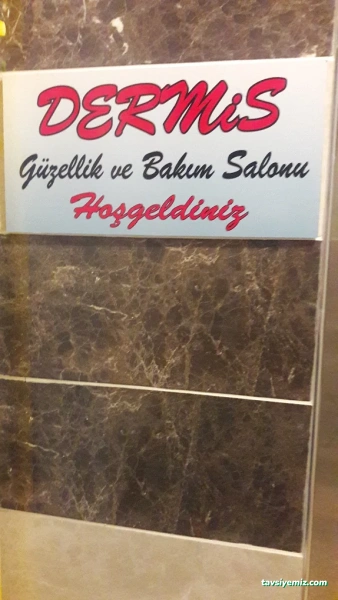 DERMiS
Güzellik ve Bakım Salonu
Hoşgeldiniz
tavsiyemiz.com